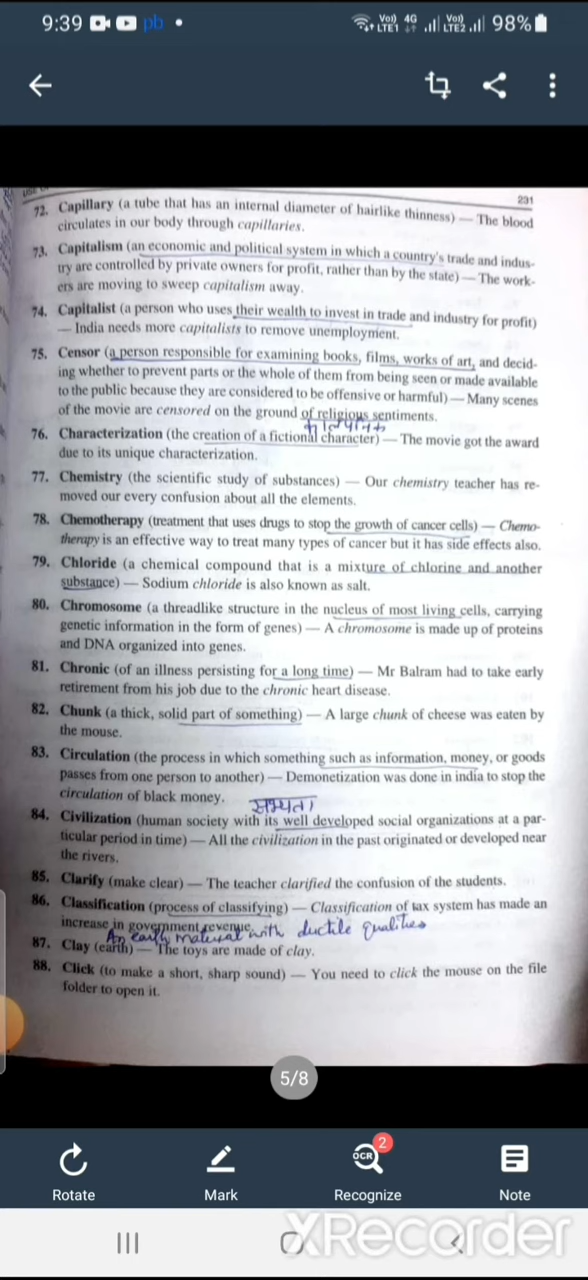 9:39 pb • Vo)) LTE1 4G Vo)) LTE2 98%
USE OF
231
72. Capillary (a tube that has an internal diameter of hairlike thinness) — The blood
circulates in our body through capillaries.
73. Capitalism (an economic and political system in which a country's trade and indus-
try are controlled by private owners for profit, rather than by the state) — The work-
ers are moving to sweep capitalism away.
74. Capitalist (a person who uses their wealth to invest in trade and industry for profit)
— India needs more capitalists to remove unemployment.
75. Censor (a person responsible for examining books, films, works of art, and decid-
ing whether to prevent parts or the whole of them from being seen or made available
to the public because they are considered to be offensive or harmful) — Many scenes
of the movie are censored on the ground of religious sentiments.
काल्पनिक
76. Characterization (the creation of a fictional character) — The movie got the award
due to its unique characterization.
77. Chemistry (the scientific study of substances) — Our chemistry teacher has re-
moved our every confusion about all the elements.
78. Chemotherapy (treatment that uses drugs to stop the growth of cancer cells) — Chemo-
therapy is an effective way to treat many types of cancer but it has side effects also.
79. Chloride (a chemical compound that is a mixture of chlorine and another
substance) — Sodium chloride is also known as salt.
80. Chromosome (a threadlike structure in the nucleus of most living cells, carrying
genetic information in the form of genes) — A chromosome is made up of proteins
and DNA organized into genes.
81. Chronic (of an illness persisting for a long time) — Mr Balram had to take early
retirement from his job due to the chronic heart disease.
82. Chunk (a thick, solid part of something) — A large chunk of cheese was eaten by
the mouse.
83. Circulation (the process in which something such as information, money, or goods
passes from one person to another) — Demonetization was done in india to stop the
circulation of black money.
सभ्यता
84. Civilization (human society with its well developed social organizations at a par-
ticular period in time) — All the civilization in the past originated or developed near
the rivers.
85. Clarify (make clear) — The teacher clarified the confusion of the students.
86. Classification (process of classifying) — Classification of tax system has made an
increase in government revenue.
An early material with ductile qualities
87. Clay (earth) — The toys are made of clay.
88. Click (to make a short, sharp sound) — You need to click the mouse on the file
folder to open it.
5/8
OCR 2
Rotate Mark Recognize Note
XRecorder